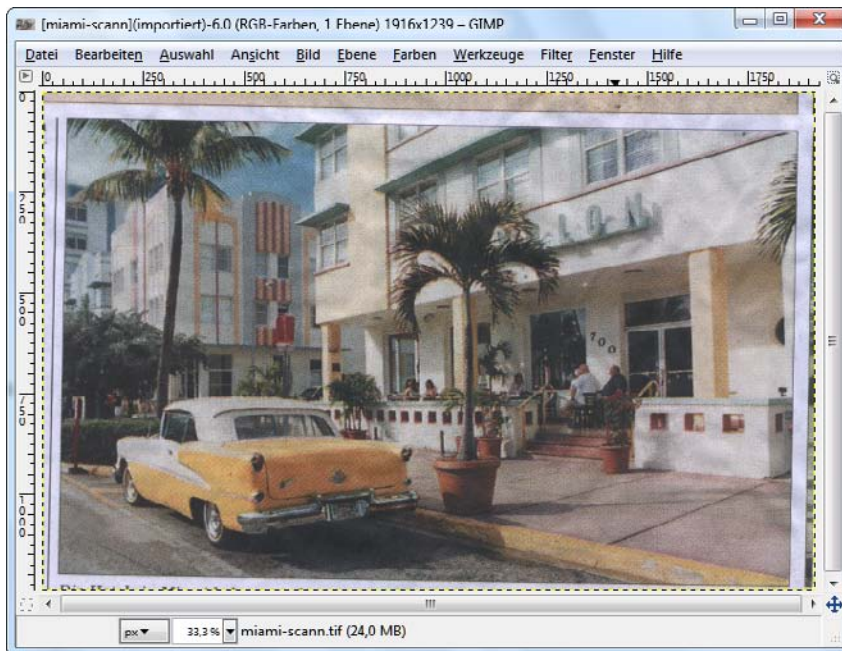 [miami-scann](importiert)-6.0 (RGB-Farben, 1 Ebene) 1916x1239 – GIMP
Datei Bearbeiten Auswahl Ansicht Bild Ebene Farben Werkzeuge Filter Fenster Hilfe
0 250 500 750 1000 1250 1500 1750
0
250
500
750
1000
LON
700
px 33,3 % miami-scann.tif (24,0 MB)